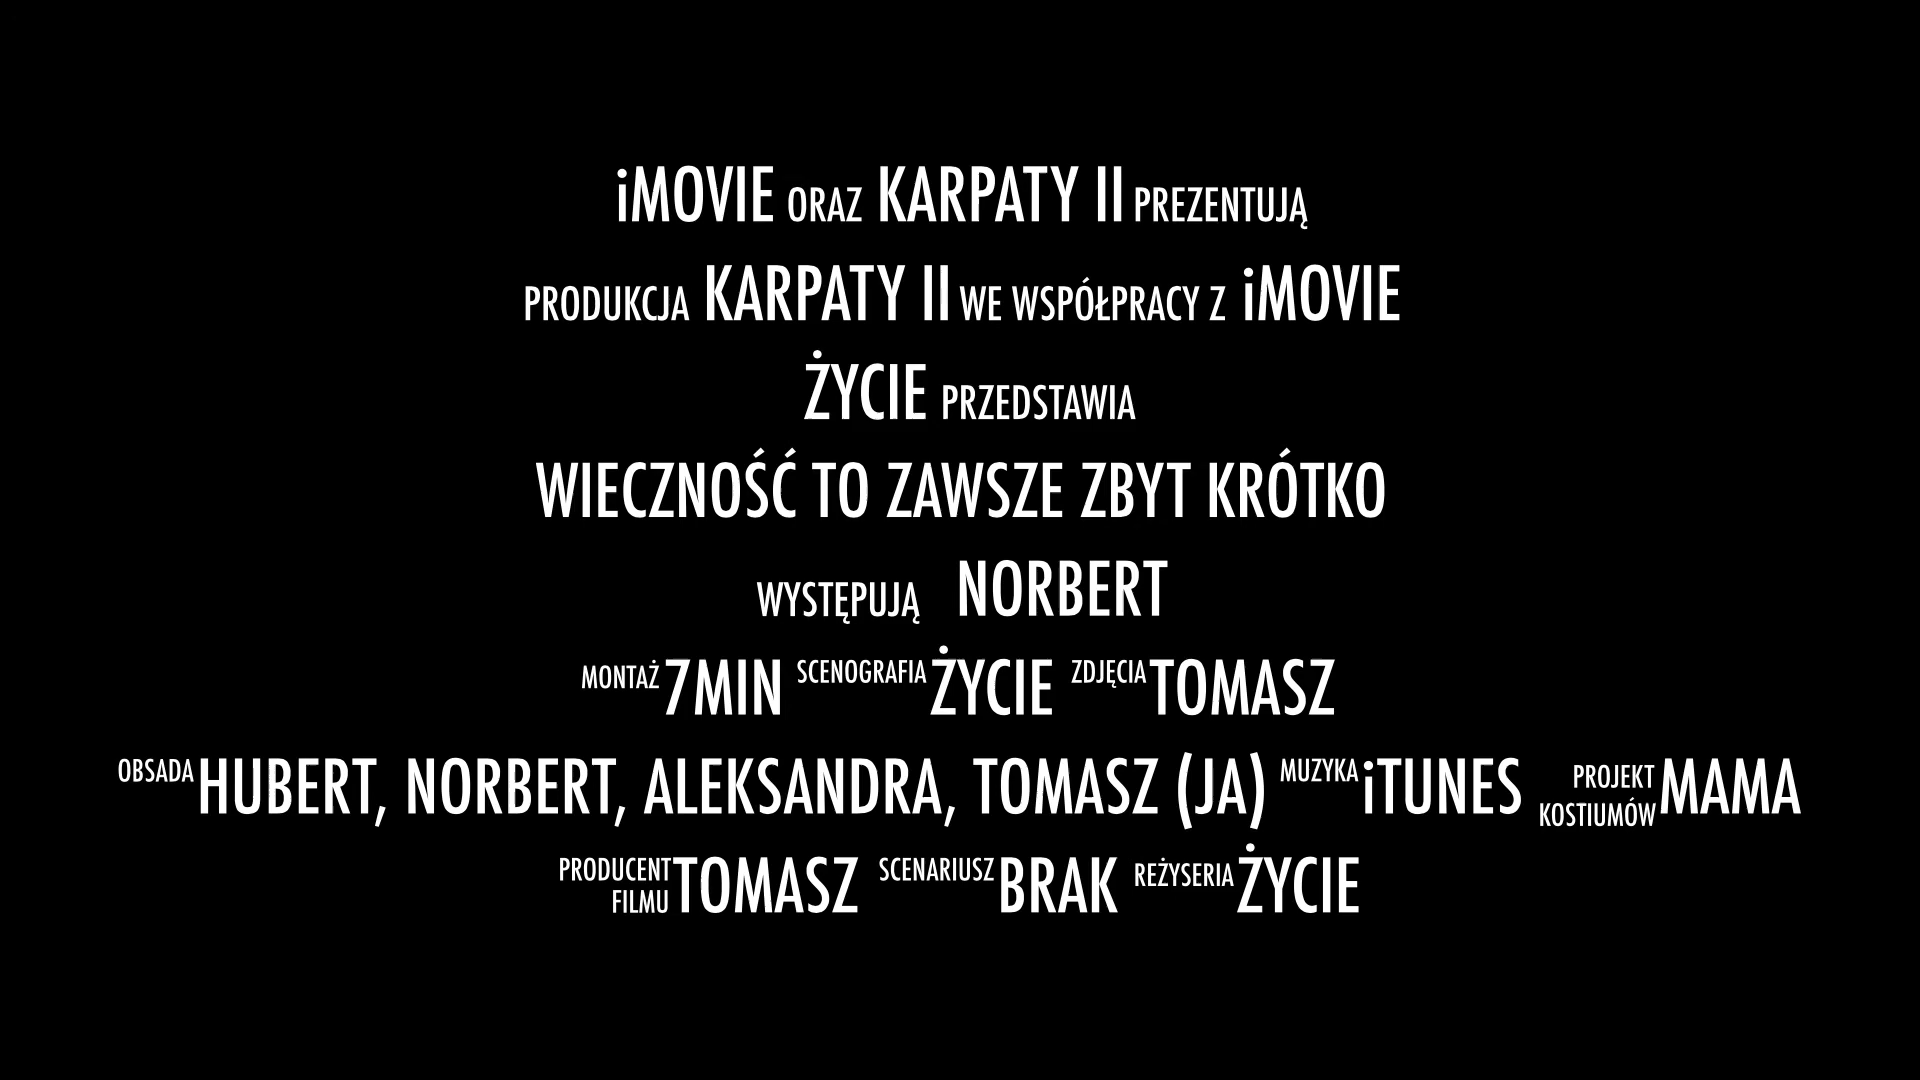 iMOVIE ORAZ KARPATY II PREZENTUJĄ
PRODUKCJA KARPATY II WE WSPÓŁPRACY Z iMOVIE
ŻYCIE PRZEDSTAWIA
WIECZNOŚĆ TO ZAWSZE ZBYT KRÓTKO
WYSTĘPUJĄ NORBERT
MONTAŻ 7MIN SCENOGRAFIA ŻYCIE ZDJĘCIA TOMASZ
OBSADA HUBERT, NORBERT, ALEKSANDRA, TOMASZ (JA) MUZYKA iTUNES PROJEKT KOSTIUMÓW MAMA
PRODUCENT FILMU TOMASZ SCENARIUSZ BRAK REŻYSERIA ŻYCIE